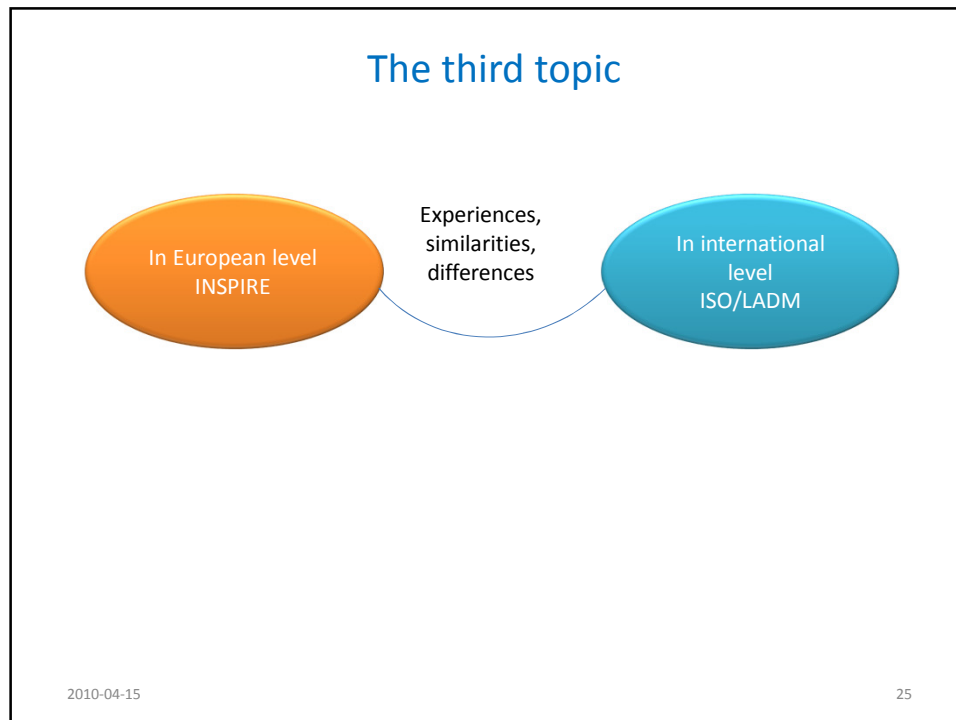 The third topic
In European level
INSPIRE
Experiences,
similarities,
differences
In international
level
ISO/LADM
2010-04-15
25